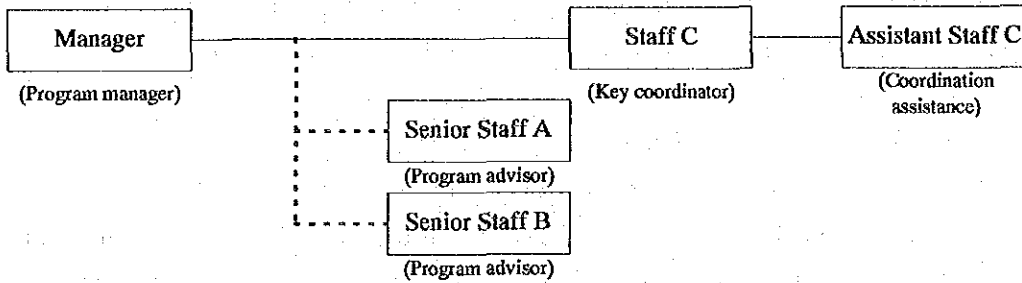 Manager
(Program manager)
Staff C
(Key coordinator)
Assistant Staff C
(Coordination
assistance)
Senior Staff A
(Program advisor)
Senior Staff B
(Program advisor)